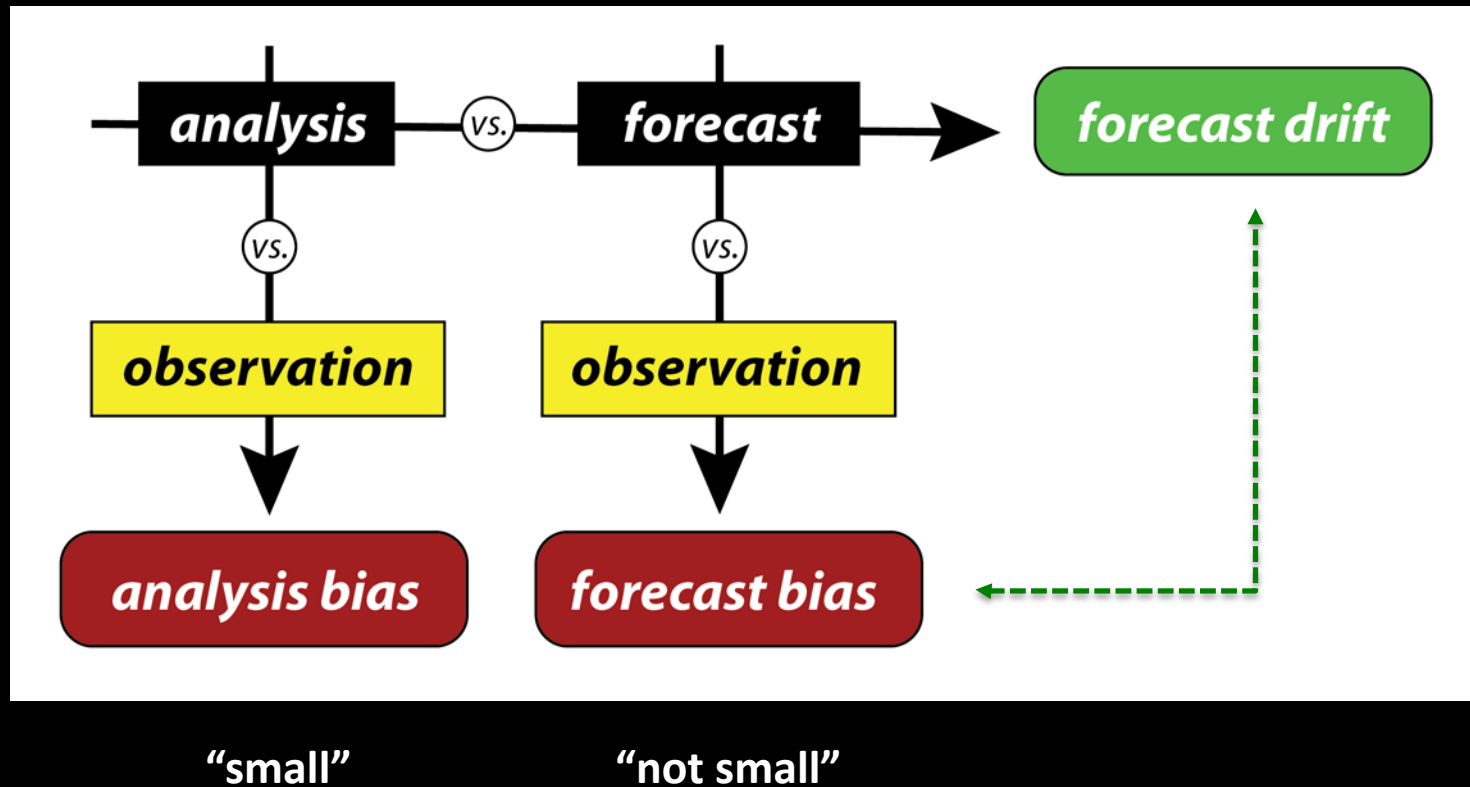 analysis vs. forecast forecast drift
vs. vs.
observation observation
analysis bias forecast bias
“small” “not small”